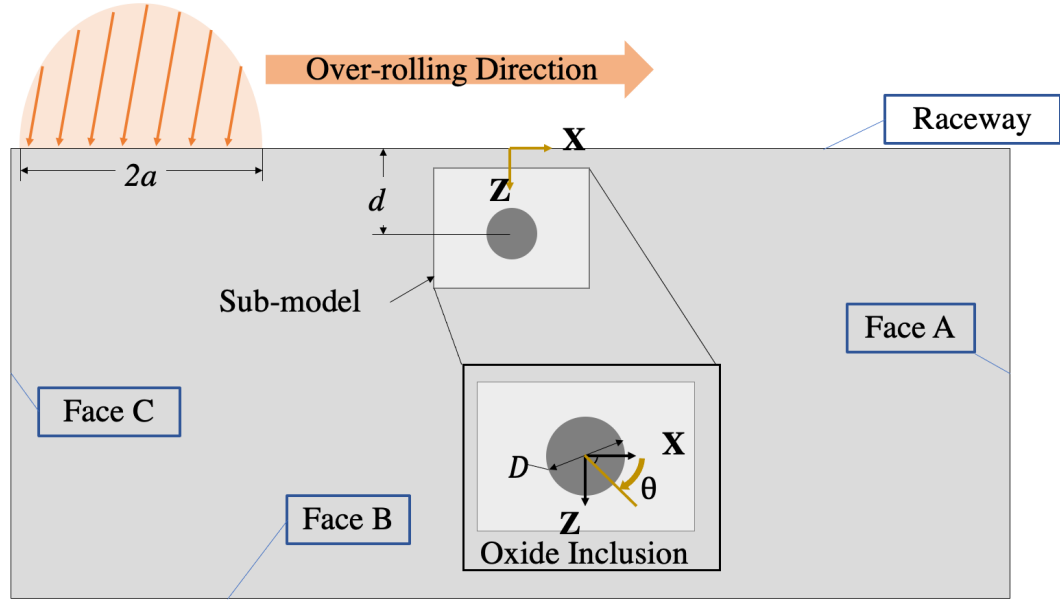 Over-rolling Direction
Raceway
X
2a
d
Z
Sub-model
Face A
Face C
X
D
θ
Face B
Z
Oxide Inclusion